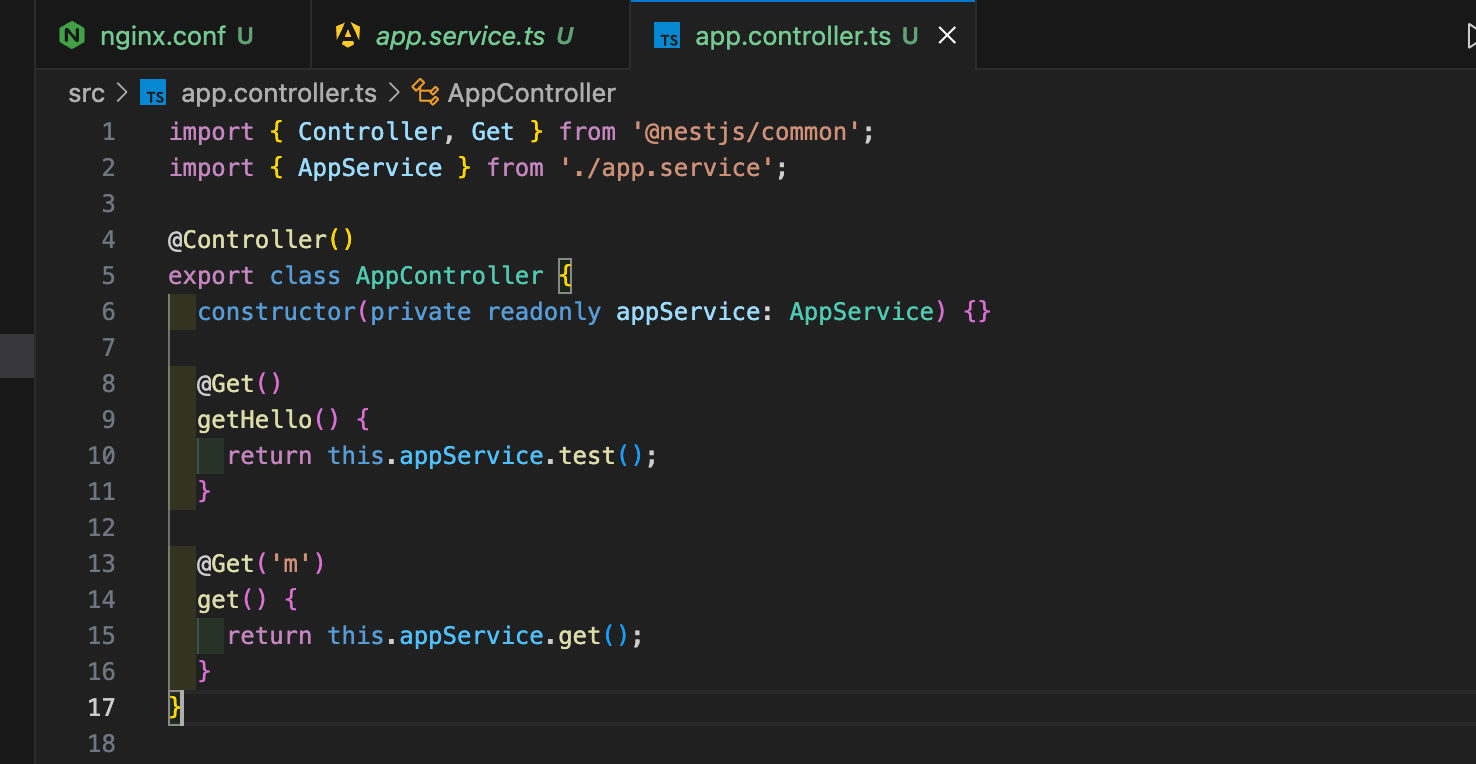 nginx.conf U app.service.ts U TS app.controller.ts U
src > TS app.controller.ts > AppController
1 import { Controller, Get } from '@nestjs/common';
2 import { AppService } from './app.service';
3
4 @Controller()
5 export class AppController {
6   constructor(private readonly appService: AppService) {}
7
8   @Get()
9   getHello() {
10     return this.appService.test();
11   }
12
13   @Get('m')
14   get() {
15     return this.appService.get();
16   }
17 }
18